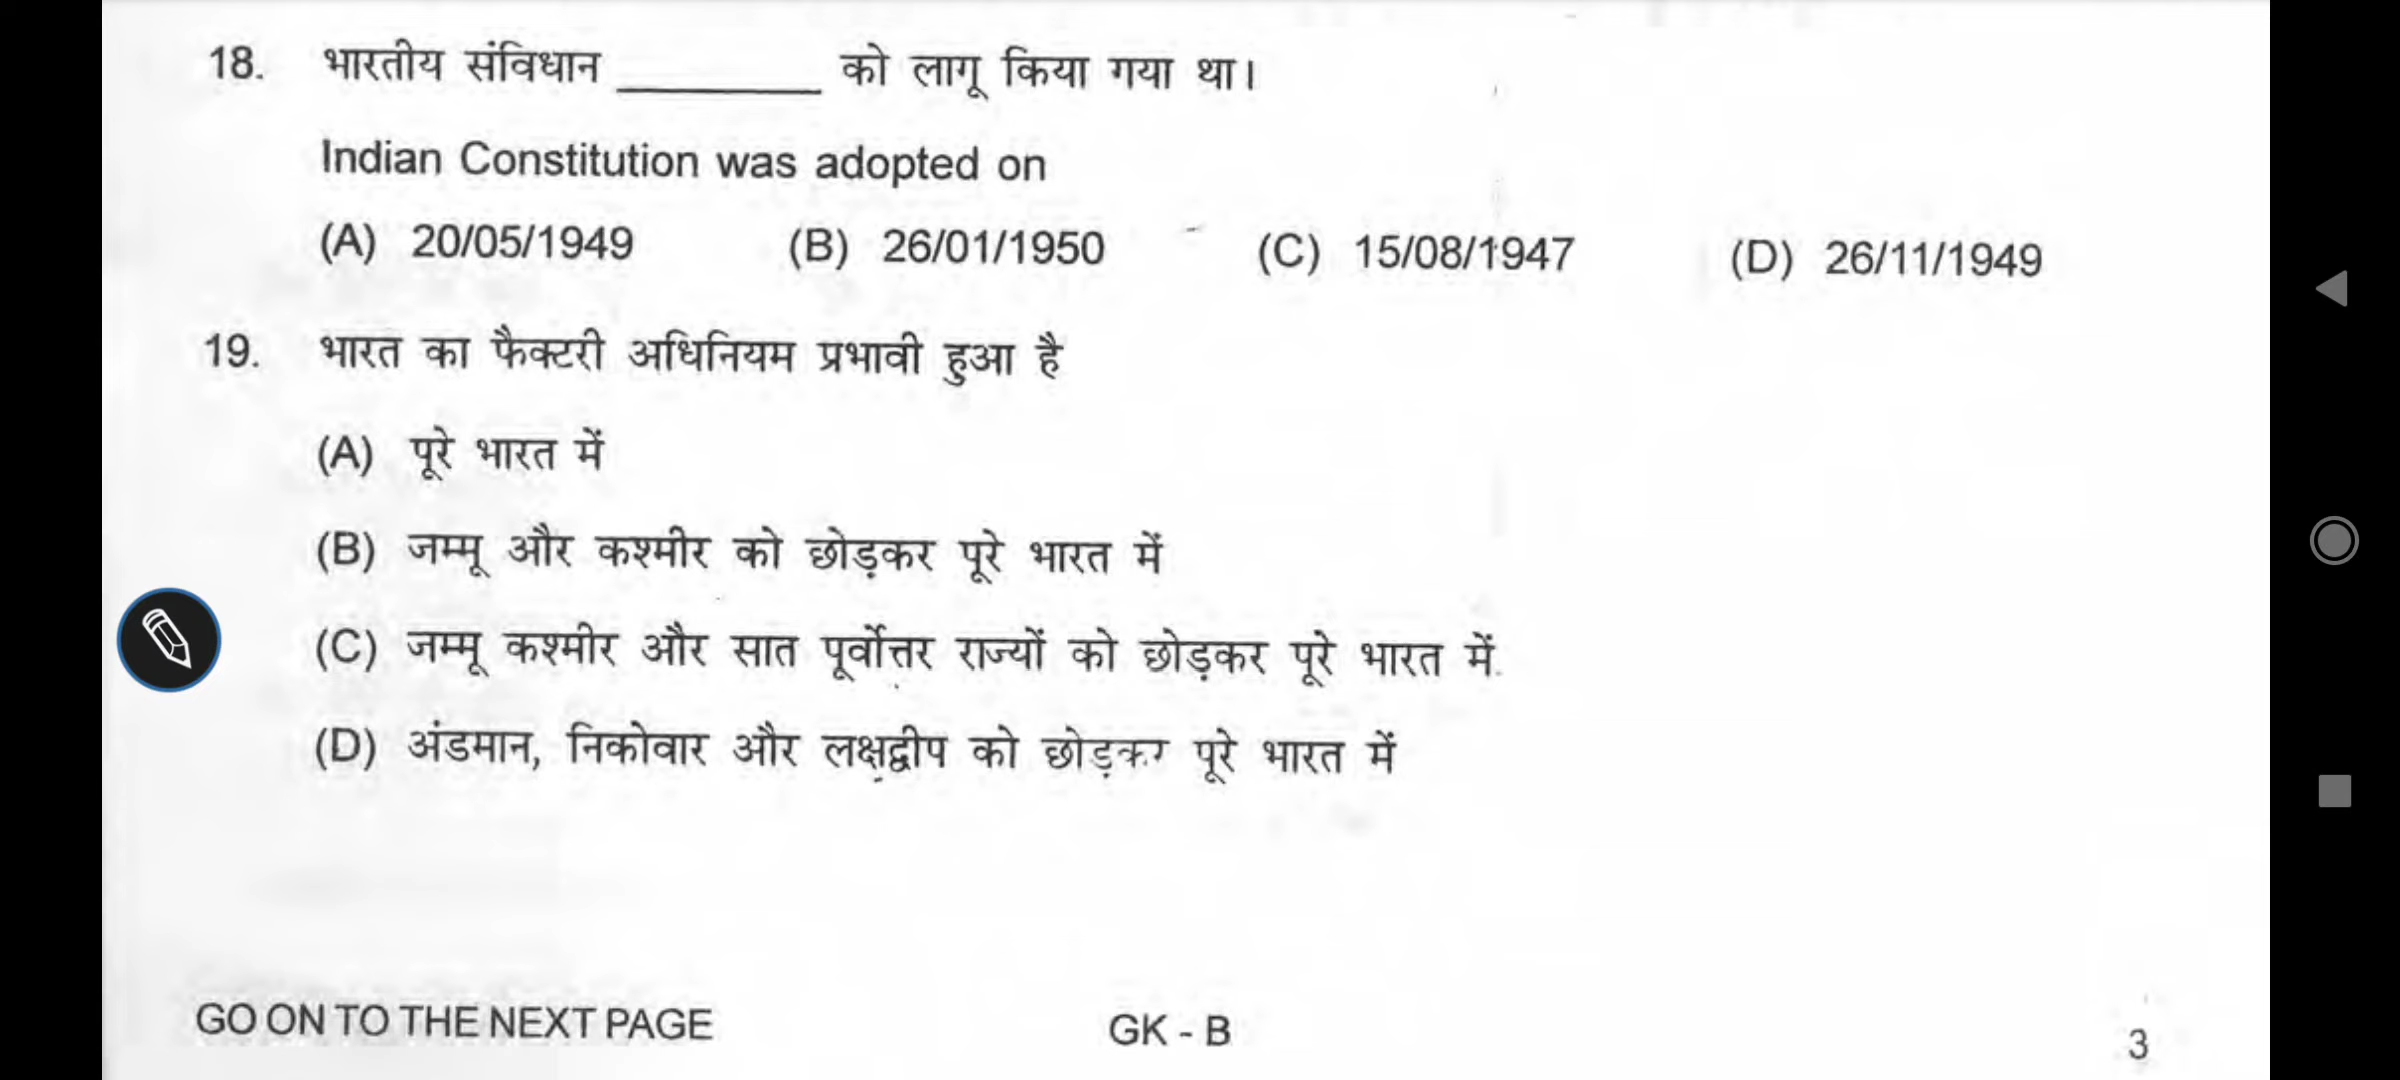 18. भारतीय संविधान ________ को लागू किया गया था।
Indian Constitution was adopted on
(A) 20/05/1949 (B) 26/01/1950 (C) 15/08/1947 (D) 26/11/1949
19. भारत का फैक्टरी अधिनियम प्रभावी हुआ है
(A) पूरे भारत में
(B) जम्मू और कश्मीर को छोड़कर पूरे भारत में
(C) जम्मू कश्मीर और सात पूर्वोत्तर राज्यों को छोड़कर पूरे भारत में
(D) अंडमान, निकोवार और लक्षद्वीप को छोड़कर पूरे भारत में
GO ON TO THE NEXT PAGE GK - B 3